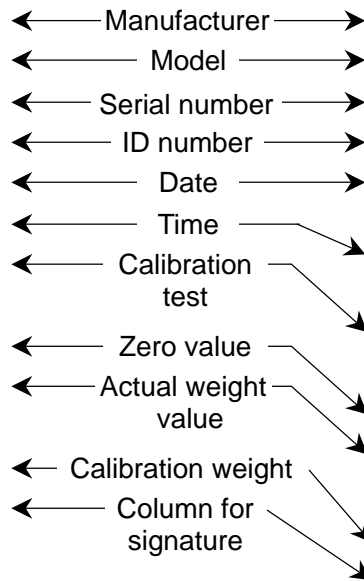 Manufacturer
Model
Serial number
ID number
Date
Time
Calibration
test
Zero value
Actual weight
value
Calibration weight
Column for
signature